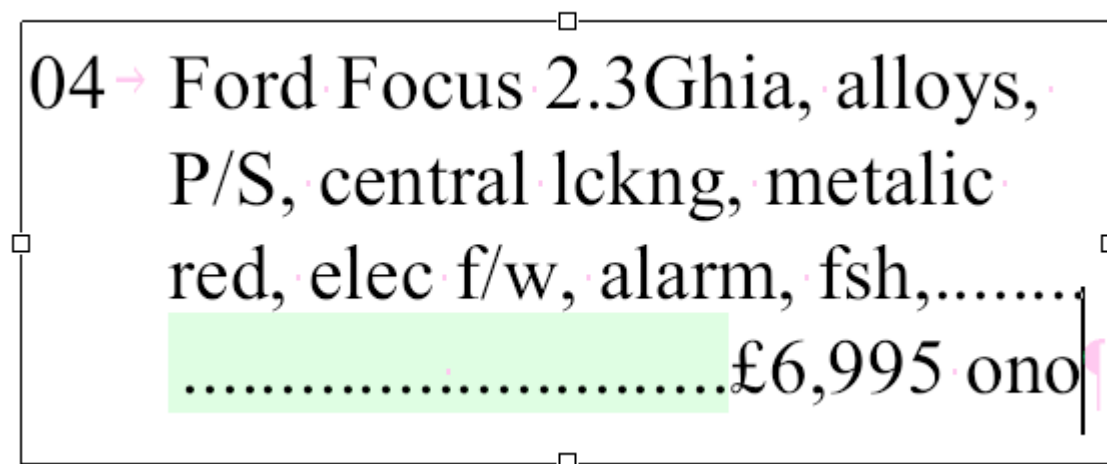 04 Ford Focus 2.3Ghia, alloys,
P/S, central lckng, metalic
red, elec f/w, alarm, fsh,........
............................£6,995 ono